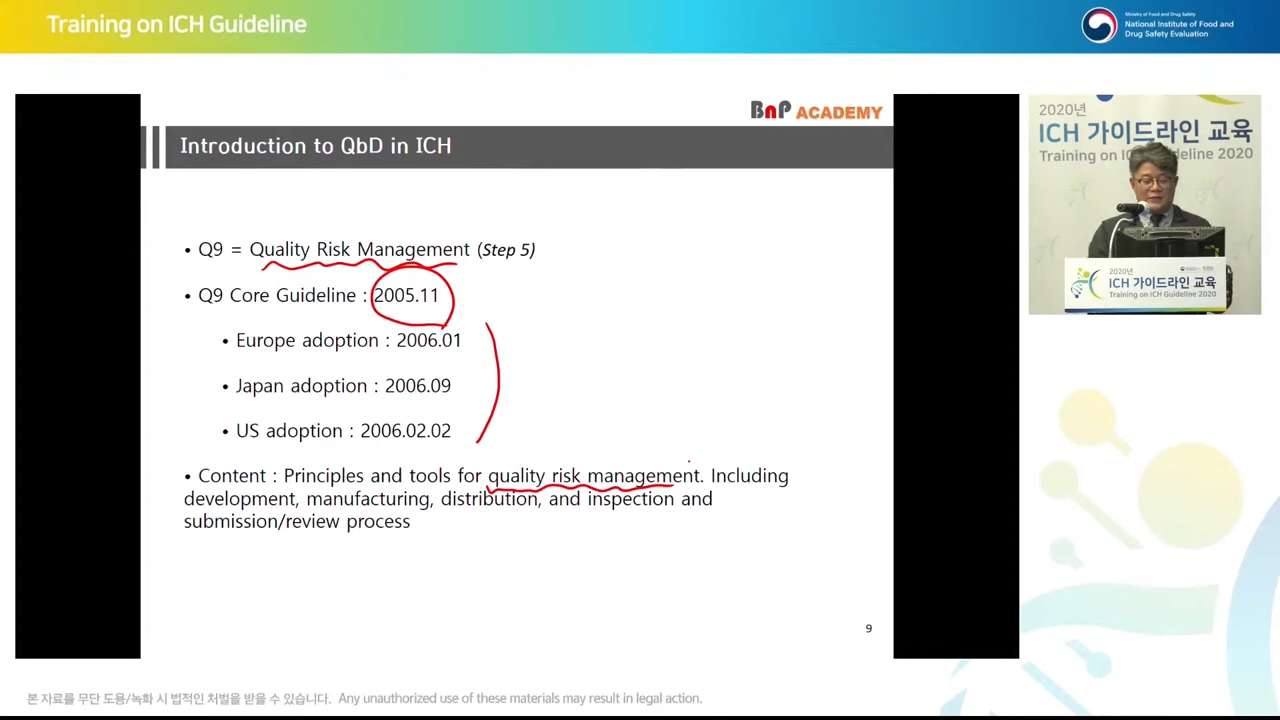 Training on ICH Guideline
Ministry of Food and Drug Safety
National Institute of Food and
Drug Safety Evaluation
BnP ACADEMY
Introduction to QbD in ICH
• Q9 = Quality Risk Management (Step 5)
• Q9 Core Guideline : 2005.11
• Europe adoption : 2006.01
• Japan adoption : 2006.09
• US adoption : 2006.02.02
• Content : Principles and tools for quality risk management. Including
development, manufacturing, distribution, and inspection and
submission/review process
9
2020년
ICH 가이드라인 교육
Training on ICH Guideline 2020
2020년
ICH 가이드라인 교육
Training on ICH Guideline 2020
본 자료를 무단 도용/녹화 시 법적인 처벌을 받을 수 있습니다. Any unauthorized use of these materials may result in legal action.